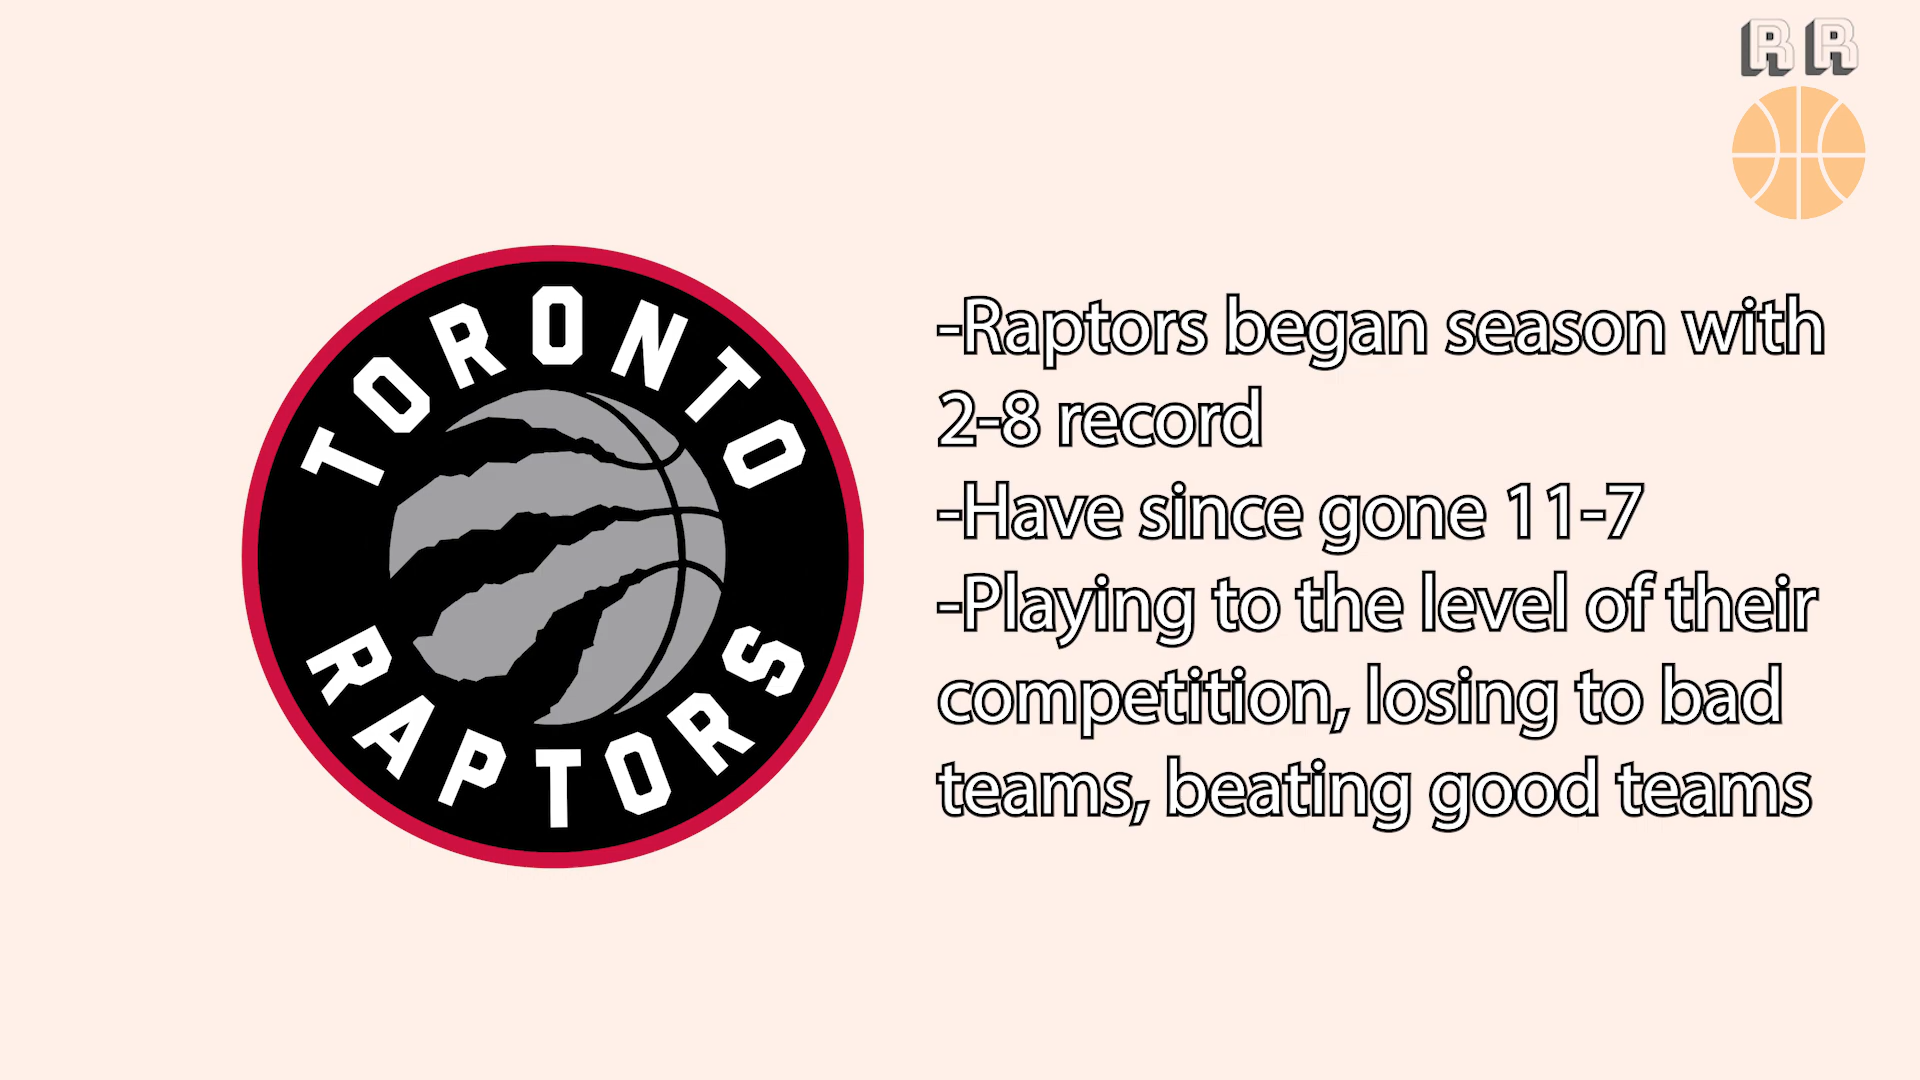 RR
TORONTO
RAPTORS
-Raptors began season with
2-8 record
-Have since gone 11-7
-Playing to the level of their
competition, losing to bad
teams, beating good teams